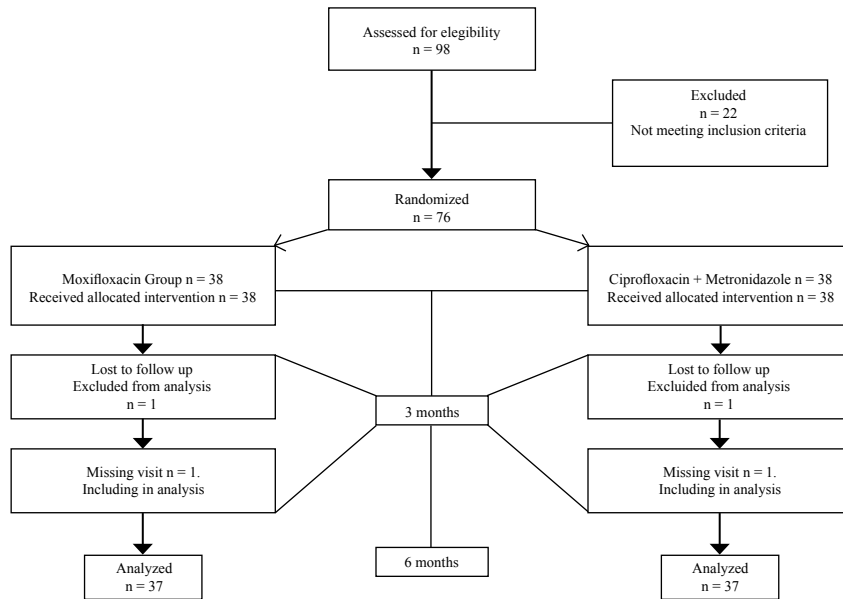 Assessed for elegibility
n = 98
Excluded
n = 22
Not meeting inclusion criteria
Randomized
n = 76
Moxifloxacin Group n = 38
Received allocated intervention n = 38
Ciprofloxacin + Metronidazole n = 38
Received allocated intervention n = 38
Lost to follow up
Excluded from analysis
n = 1
Lost to follow up
Excluided from analysis
n = 1
3 months
Missing visit n = 1.
Including in analysis
Missing visit n = 1.
Including in analysis
Analyzed
n = 37
6 months
Analyzed
n = 37